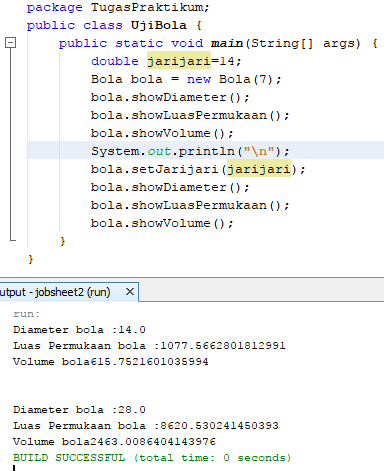 package TugasPraktikum;
public class UjiBola {
public static void main(String[] args) {
double jarijari=14;
Bola bola = new Bola(7);
bola.showDiameter();
bola.showLuasPermukaan();
bola.showVolume();
System.out.println("\n");
bola.setJarijari(jarijari);
bola.showDiameter();
bola.showLuasPermukaan();
bola.showVolume();
}
}
utput - jobsheet2 (run) ×
run:
Diameter bola :14.0
Luas Permukaan bola :1077.5662801812991
Volume bola615.7521601035994
Diameter bola :28.0
Luas Permukaan bola :8620.530241450393
Volume bola2463.0086404143976
BUILD SUCCESSFUL (total time: 0 seconds)